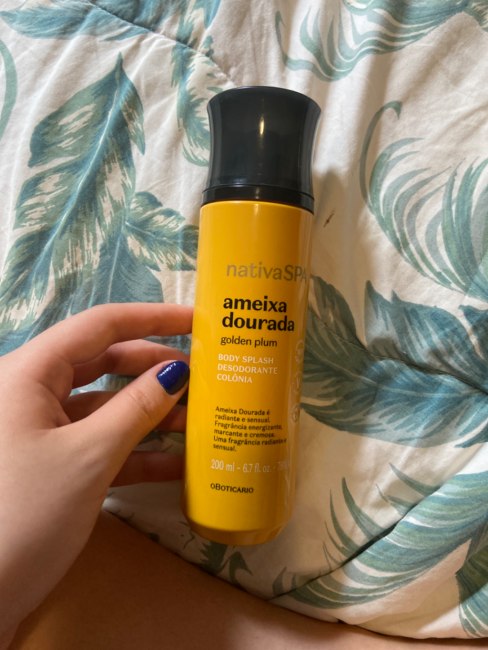 nativaSPA
ameixa
dourada
golden plum
BODY SPLASH
DESODORANTE
COLÔNIA
Ameixa Dourada é
radiante e sensual.
Fragrância energizante,
marcante e cremosa.
Uma fragrância radiante e
sensual.
200 ml - 6.7 fl. oz. -
oBOTICÁRIO